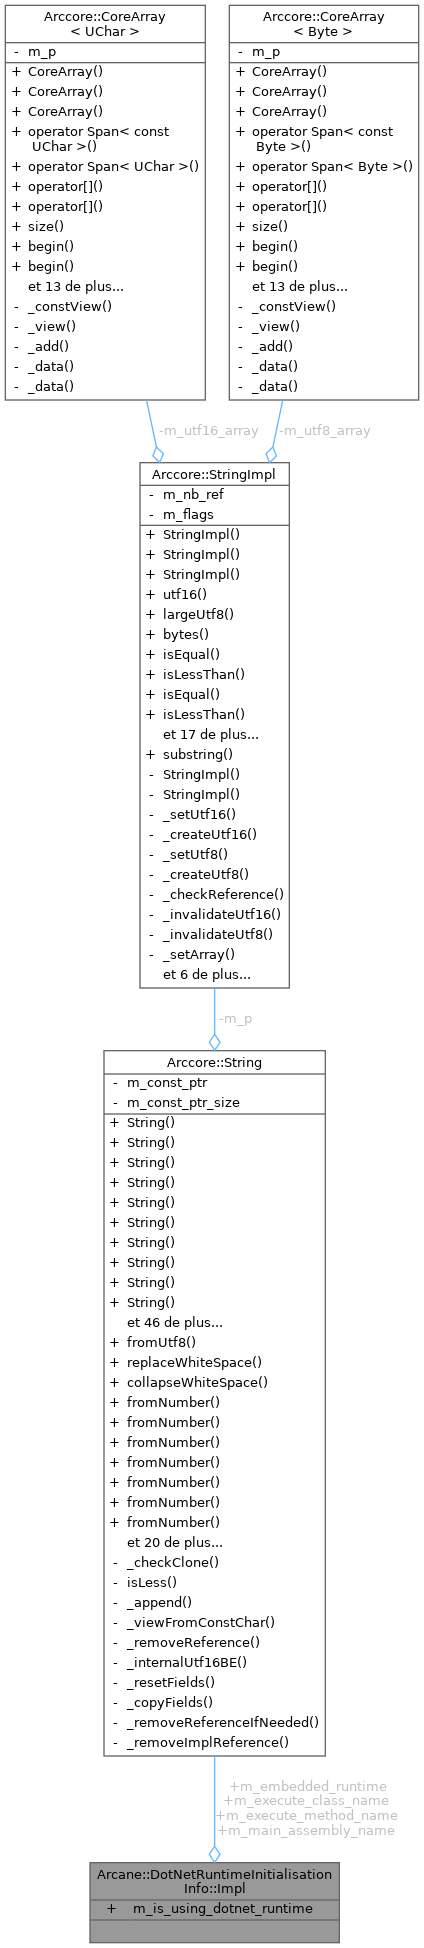 Arccore::CoreArray
< UChar >
- m_p
+ CoreArray()
+ CoreArray()
+ CoreArray()
+ operator Span< const
UChar >()
+ operator Span< UChar >()
+ operator[]()
+ operator[]()
+ size()
+ begin()
+ begin()
et 13 de plus...
- _constView()
- _view()
- _add()
- _data()
- _data()
Arccore::CoreArray
< Byte >
- m_p
+ CoreArray()
+ CoreArray()
+ CoreArray()
+ operator Span< const
Byte >()
+ operator Span< Byte >()
+ operator[]()
+ operator[]()
+ size()
+ begin()
+ begin()
et 13 de plus...
- _constView()
- _view()
- _add()
- _data()
- _data()
-m_utf16_array
-m_utf8_array
Arccore::StringImpl
- m_nb_ref
- m_flags
+ StringImpl()
+ StringImpl()
+ StringImpl()
+ utf16()
+ largeUtf8()
+ bytes()
+ isEqual()
+ isLessThan()
+ isEqual()
+ isLessThan()
et 17 de plus...
+ substring()
- StringImpl()
- StringImpl()
- _setUtf16()
- _createUtf16()
- _setUtf8()
- _createUtf8()
- _checkReference()
- _invalidateUtf16()
- _invalidateUtf8()
- _setArray()
et 6 de plus...
-m_p
Arccore::String
- m_const_ptr
- m_const_ptr_size
+ String()
+ String()
+ String()
+ String()
+ String()
+ String()
+ String()
+ String()
+ String()
+ String()
et 46 de plus...
+ fromUtf8()
+ replaceWhiteSpace()
+ collapseWhiteSpace()
+ fromNumber()
+ fromNumber()
+ fromNumber()
+ fromNumber()
+ fromNumber()
+ fromNumber()
+ fromNumber()
et 20 de plus...
- _checkClone()
- isLess()
- _append()
- _viewFromConstChar()
- _removeReference()
- _internalUtf16BE()
- _resetFields()
- _copyFields()
- _removeReferenceIfNeeded()
- _removeImplReference()
+m_embedded_runtime
+m_execute_class_name
+m_execute_method_name
+m_main_assembly_name
Arcane::DotNetRuntimeInitialisation
Info::Impl
+ m_is_using_dotnet_runtime